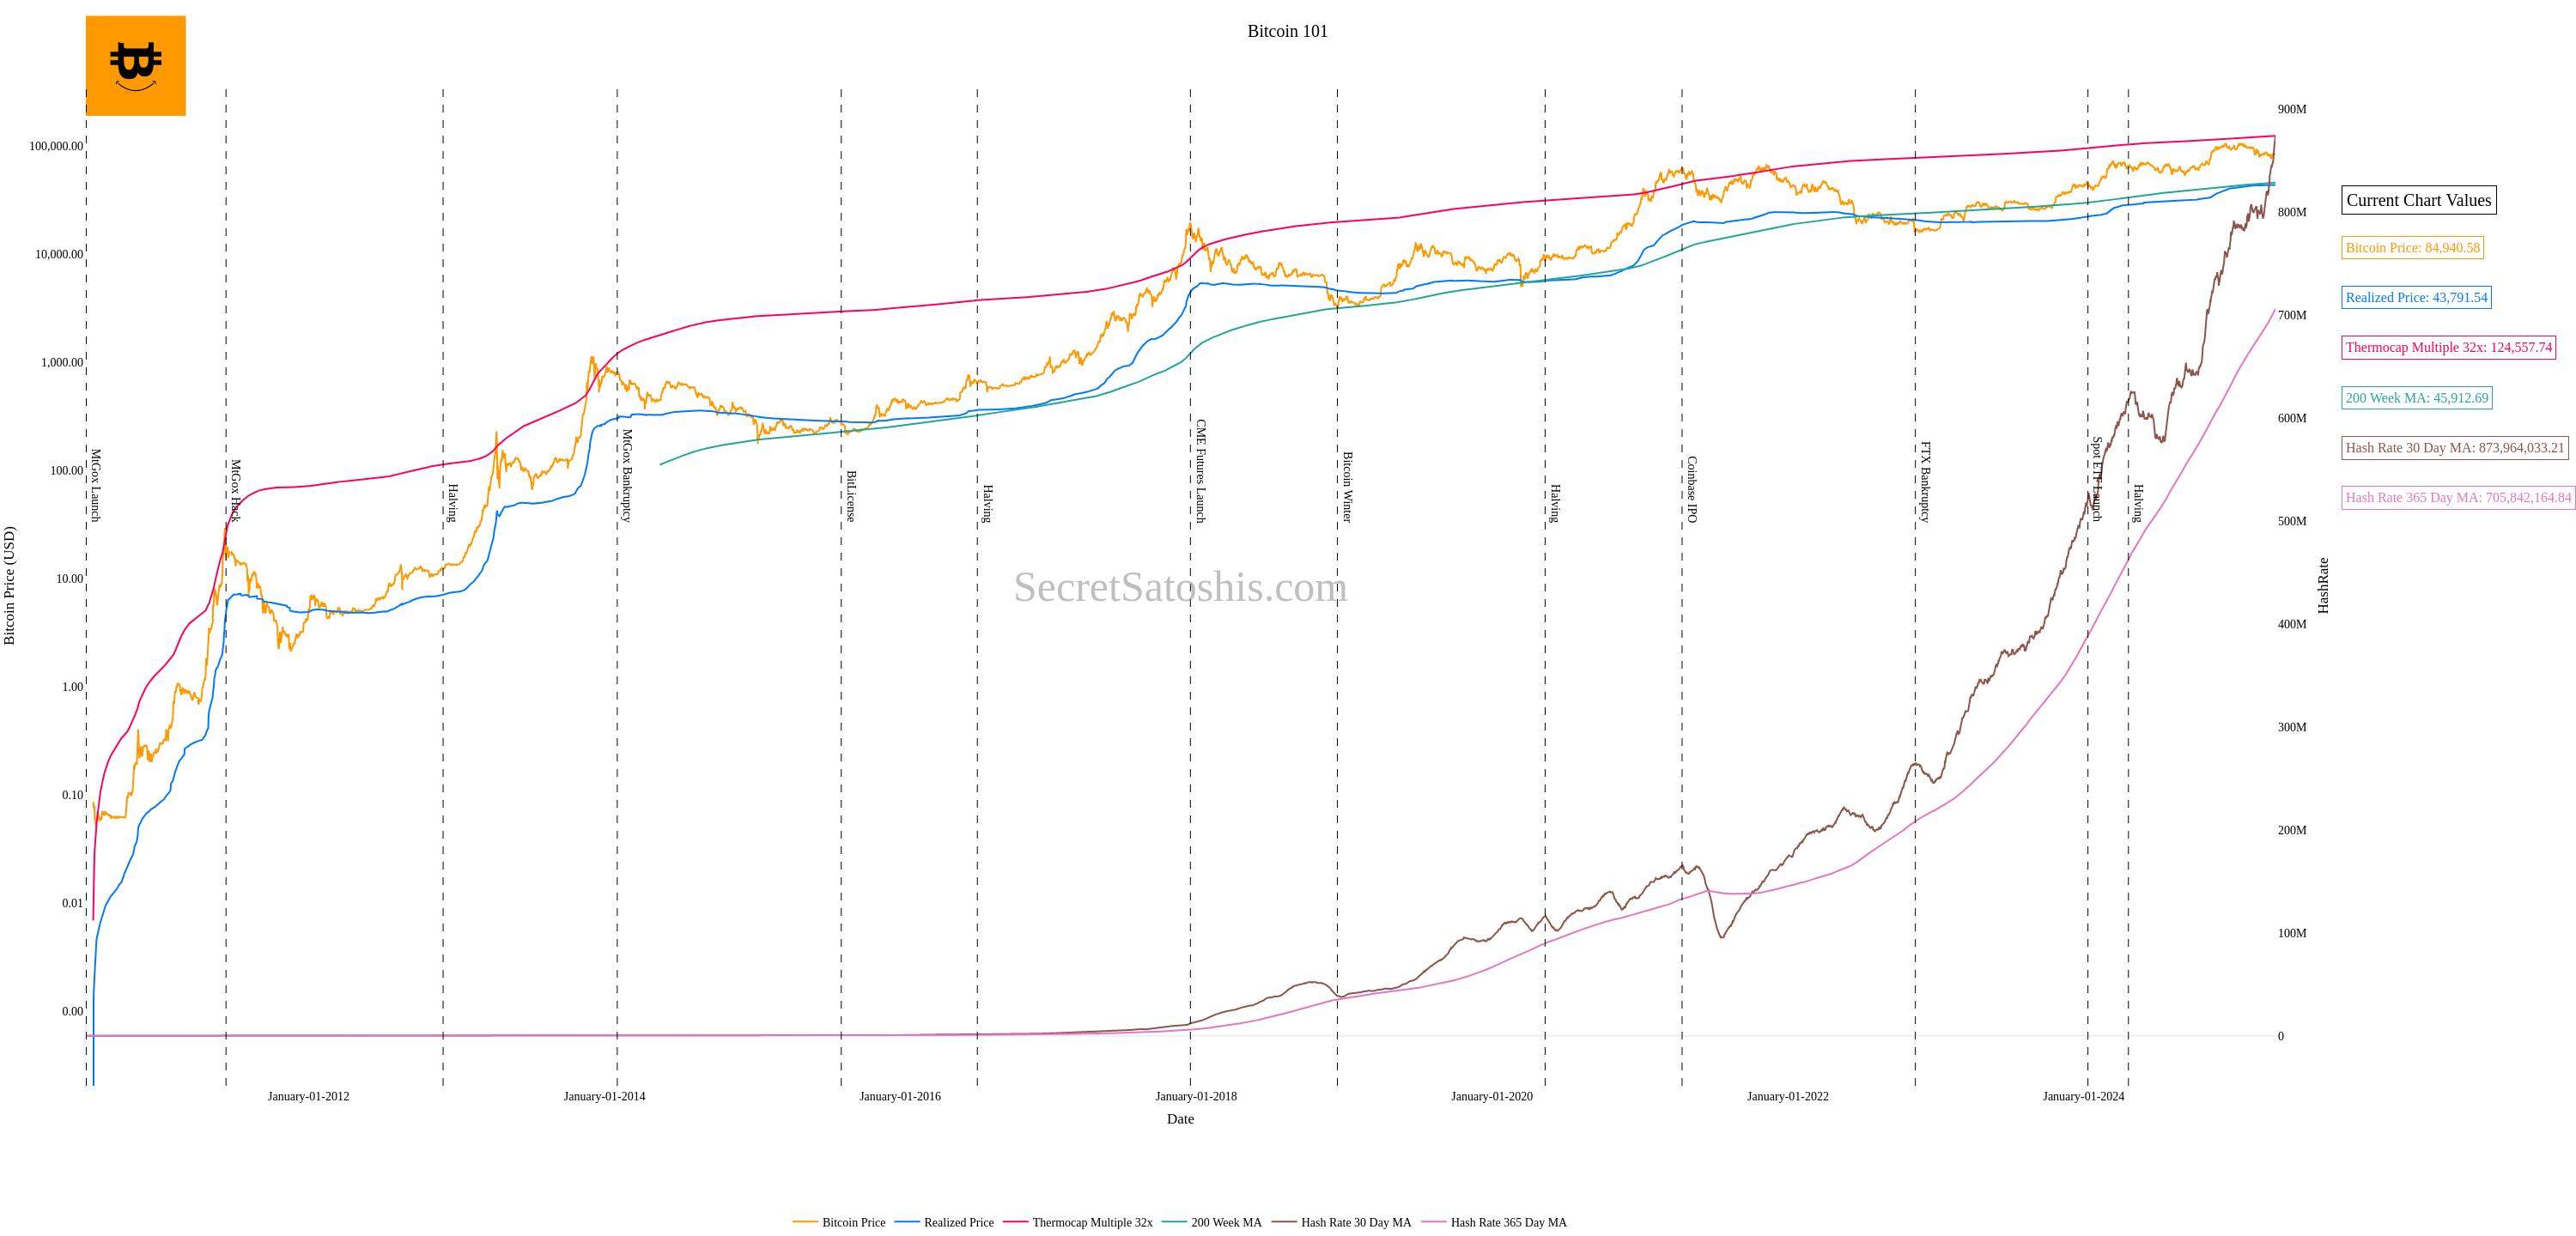 Bitcoin 101
Bitcoin Price (USD)
100,000.00
10,000.00
1,000.00
100.00
10.00
1.00
0.10
0.01
0.00
900M
800M
700M
600M
500M
400M
300M
200M
100M
0
HashRate
MtGox Launch
MtGox Hack
Halving
MtGox Bankruptcy
BitLicense
Halving
CME Futures Launch
Bitcoin Winter
Halving
Coinbase IPO
FTX Bankruptcy
Spot ETF Launch
Halving
SecretSatoshis.com
Current Chart Values
Bitcoin Price: 84,940.58
Realized Price: 43,791.54
Thermocap Multiple 32x: 124,557.74
200 Week MA: 45,912.69
Hash Rate 30 Day MA: 873,964,033.21
Hash Rate 365 Day MA: 705,842,164.84
January-01-2012
January-01-2014
January-01-2016
January-01-2018
January-01-2020
January-01-2022
January-01-2024
Date
Bitcoin Price
Realized Price
Thermocap Multiple 32x
200 Week MA
Hash Rate 30 Day MA
Hash Rate 365 Day MA